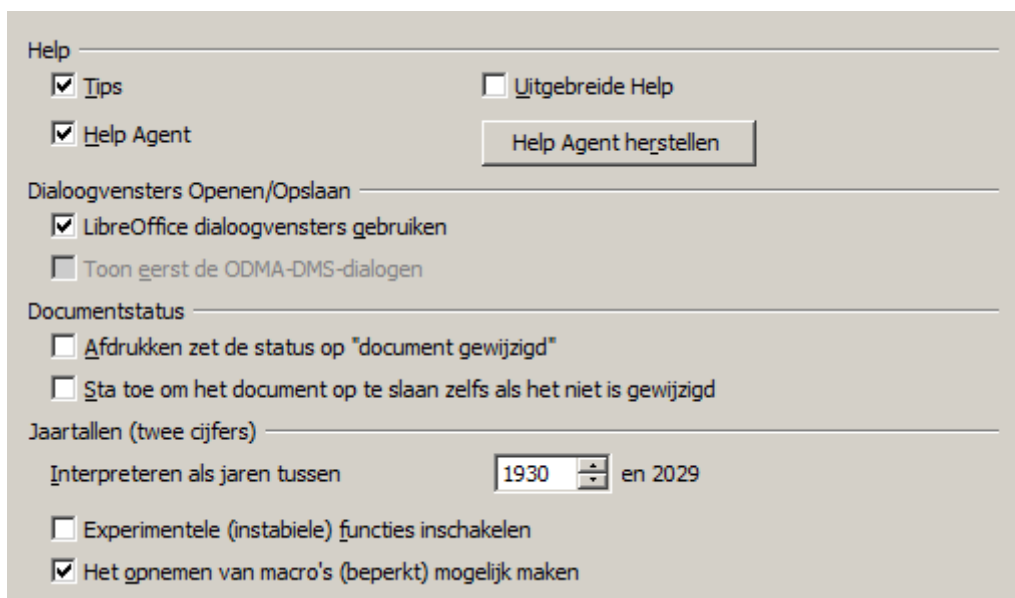 Help
Tips
Uitgebreide Help
Help Agent
Help Agent herstellen
Dialoogvensters Openen/Opslaan
LibreOffice dialoogvensters gebruiken
Toon eerst de ODMA-DMS-dialogen
Documentstatus
Afdrukken zet de status op "document gewijzigd"
Sta toe om het document op te slaan zelfs als het niet is gewijzigd
Jaartallen (twee cijfers)
Interpreteren als jaren tussen 1930 en 2029
Experimentele (instabiele) functies inschakelen
Het opnemen van macro's (beperkt) mogelijk maken